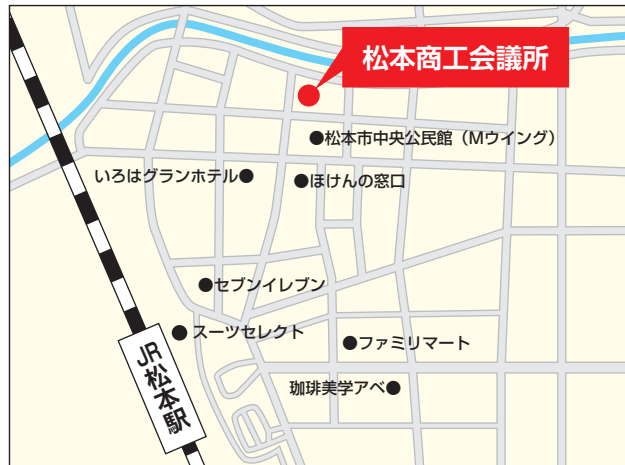 松本商工会議所
●松本市中央公民館（Mウイング）
いろはグランホテル●
●ほけんの窓口
●セブンイレブン
●スーツセレクト
●ファミリマート
珈琲美学アベ●
JR松本駅